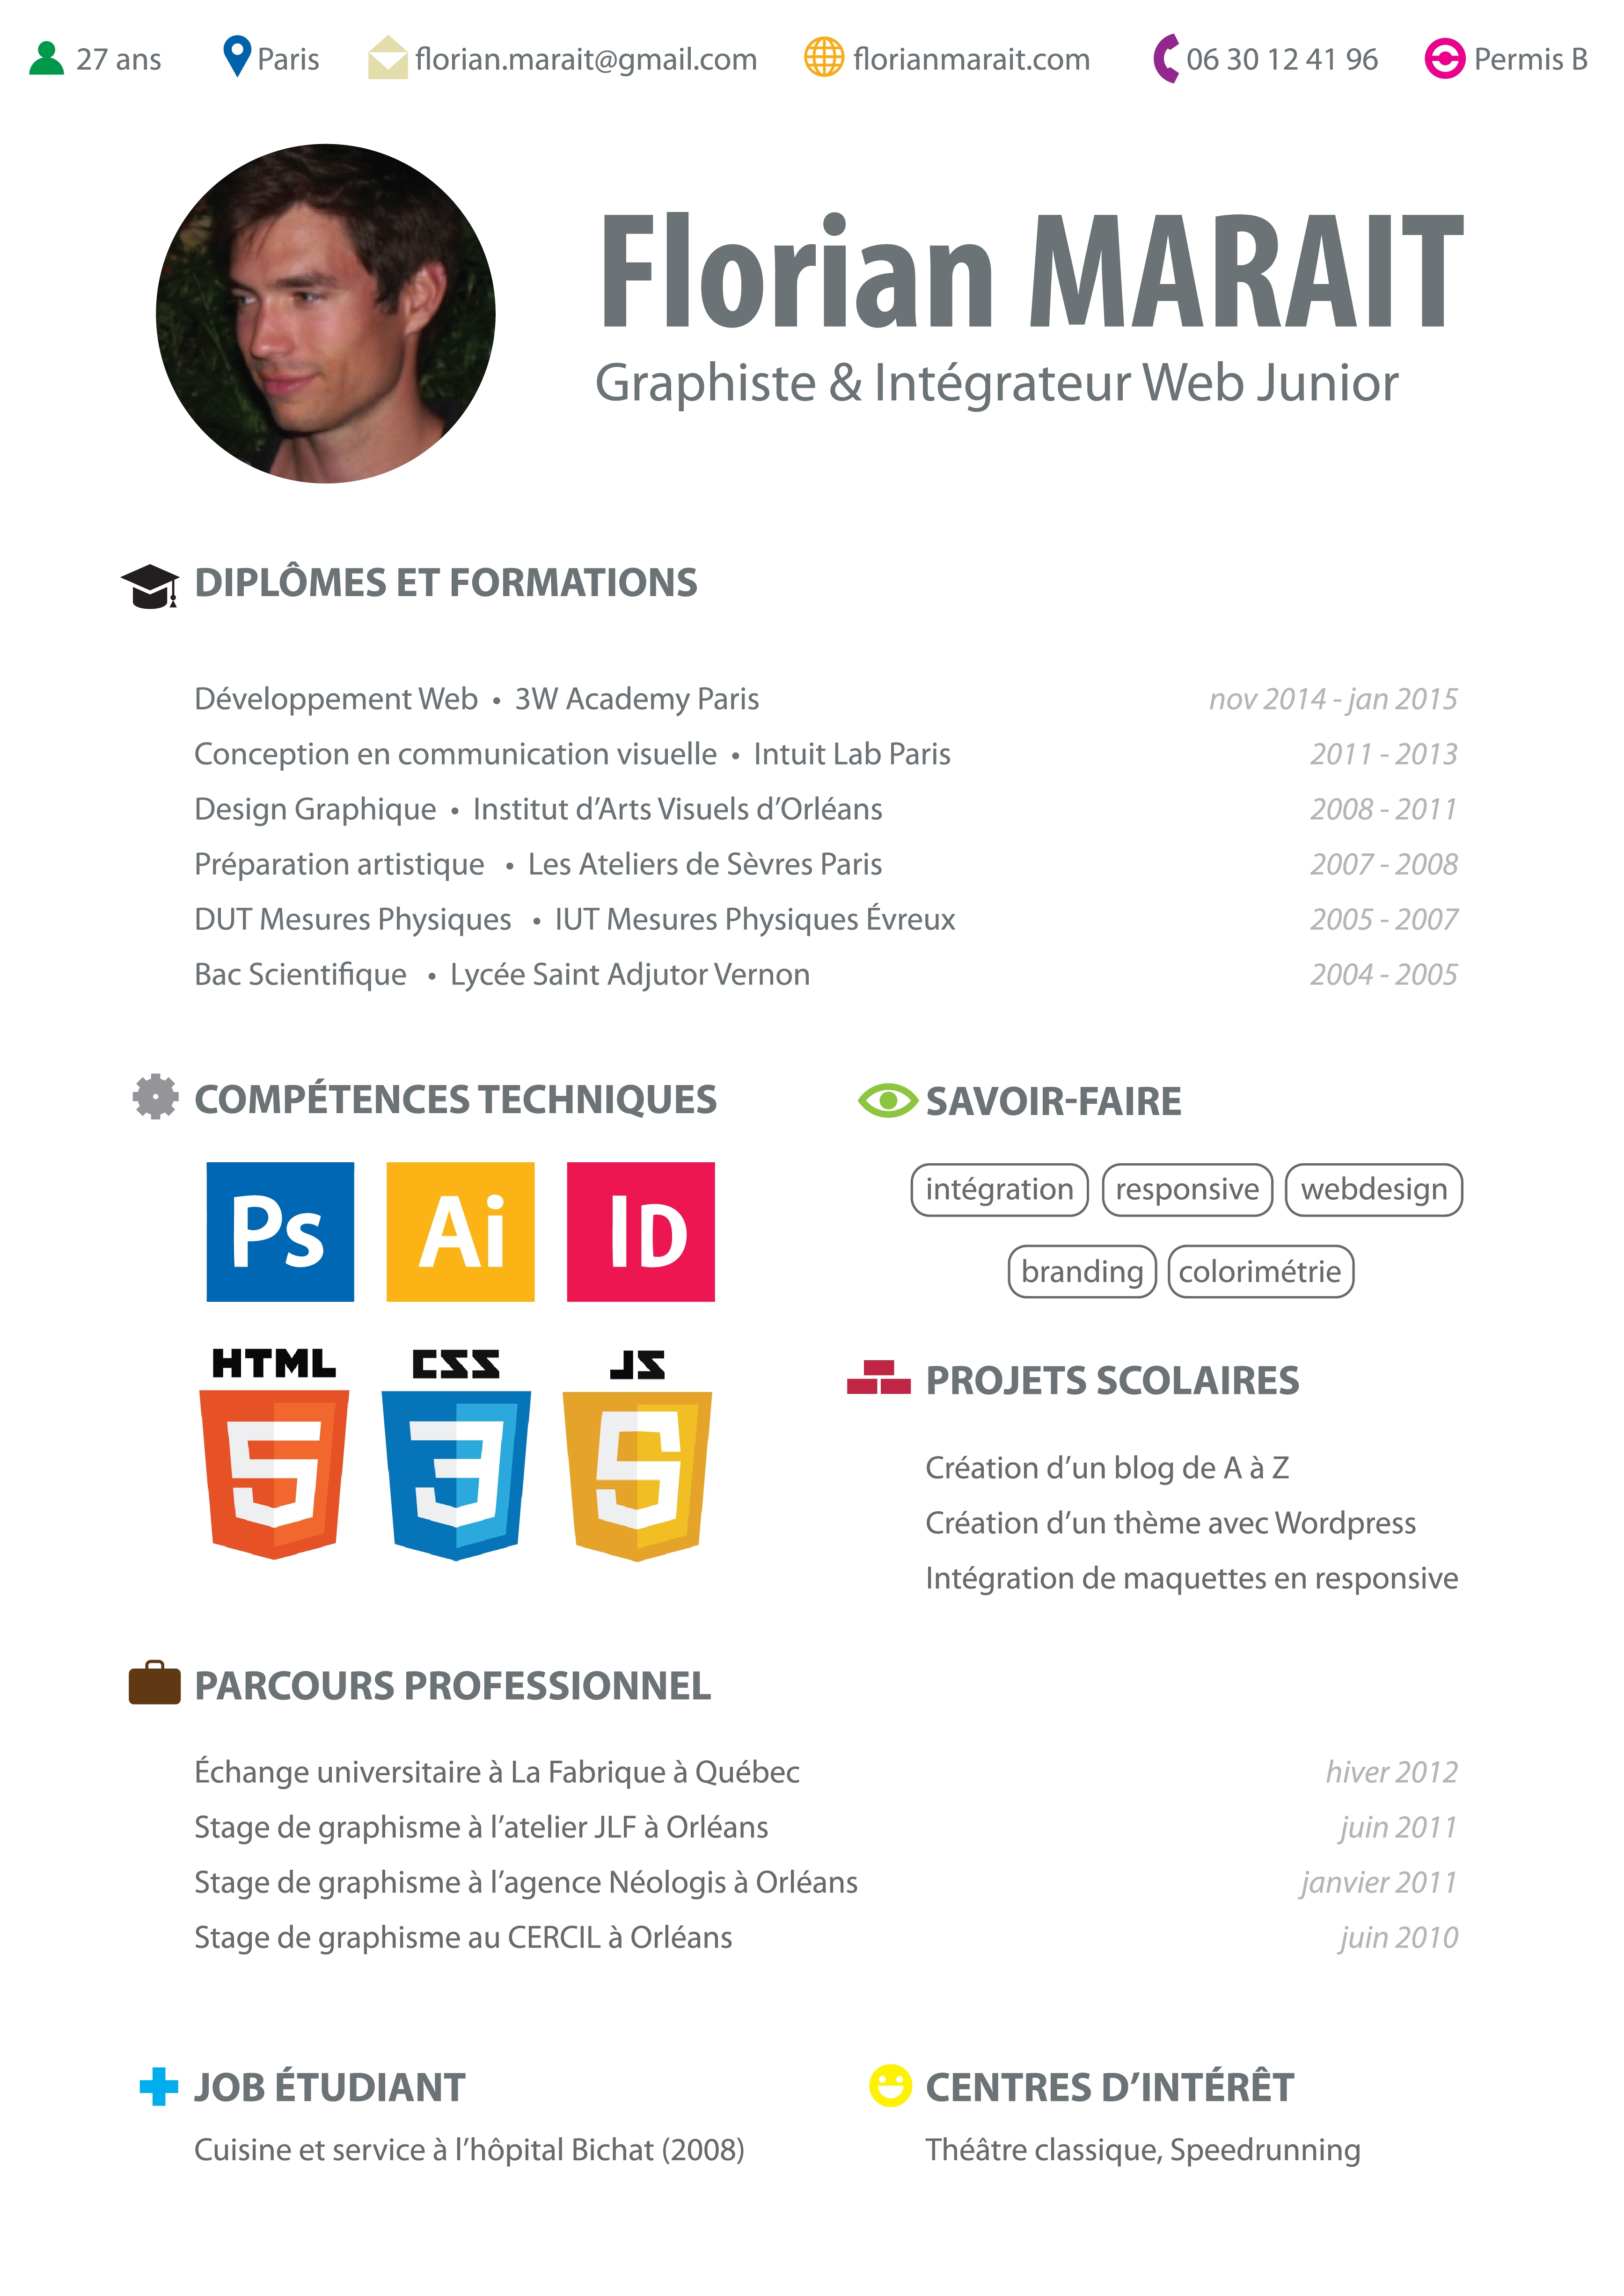 27 ans Paris florian.marait@gmail.com florianmarait.com 06 30 12 41 96 Permis B
Florian MARAIT
Graphiste & Intégrateur Web Junior
DIPLÔMES ET FORMATIONS
Développement Web • 3W Academy Paris nov 2014 - jan 2015
Conception en communication visuelle • Intuit Lab Paris 2011 - 2013
Design Graphique • Institut d’Arts Visuels d’Orléans 2008 - 2011
Préparation artistique • Les Ateliers de Sèvres Paris 2007 - 2008
DUT Mesures Physiques • IUT Mesures Physiques Évreux 2005 - 2007
Bac Scientifique • Lycée Saint Adjutor Vernon 2004 - 2005
COMPÉTENCES TECHNIQUES
Ps Ai ID
HTML CSS JS
5 3 S
SAVOIR-FAIRE
intégration responsive webdesign
branding colorimétrie
PROJETS SCOLAIRES
Création d’un blog de A à Z
Création d’un thème avec Wordpress
Intégration de maquettes en responsive
PARCOURS PROFESSIONNEL
Échange universitaire à La Fabrique à Québec hiver 2012
Stage de graphisme à l’atelier JLF à Orléans juin 2011
Stage de graphisme à l’agence Néologis à Orléans janvier 2011
Stage de graphisme au CERCIL à Orléans juin 2010
JOB ÉTUDIANT
Cuisine et service à l’hôpital Bichat (2008)
CENTRES D’INTÉRÊT
Théâtre classique, Speedrunning